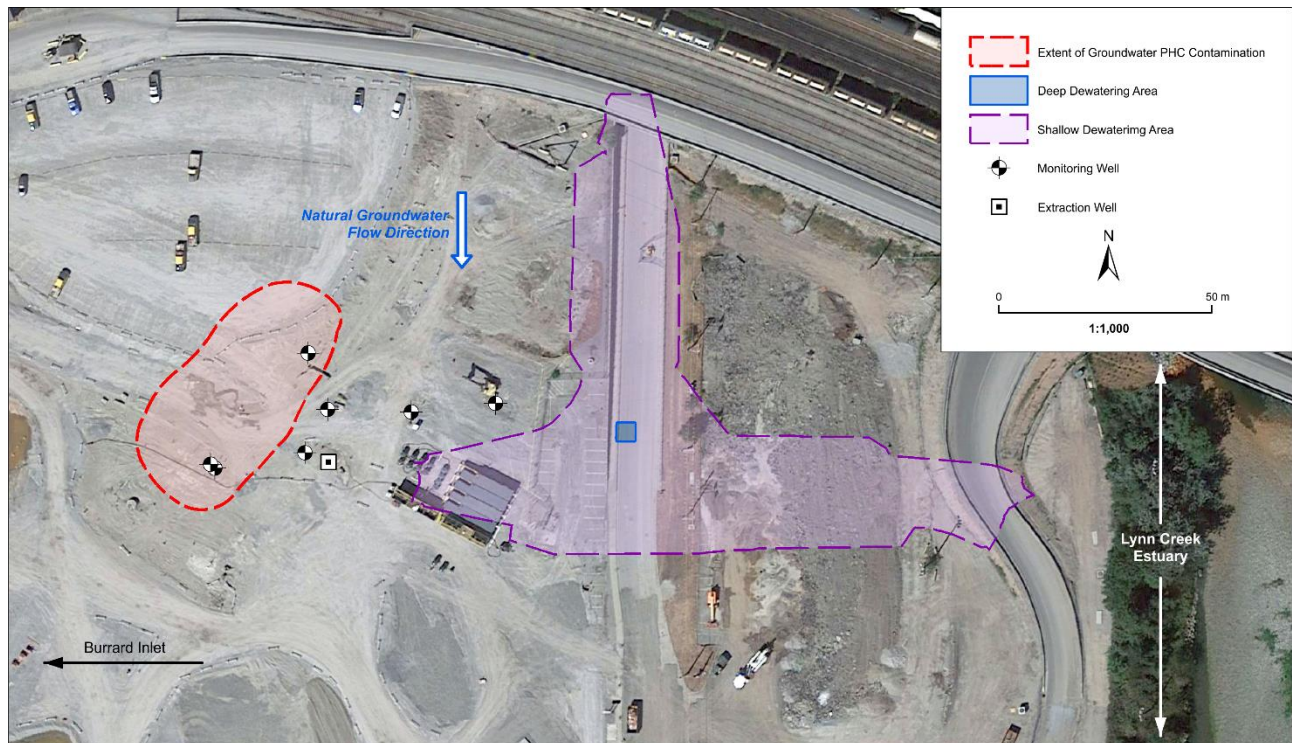 Extent of Groundwater PHC Contamination
Deep Dewatering Area
Shallow Dewaterimg Area
Monitoring Well
Extraction Well
N
0 50 m
1:1,000
Natural Groundwater
Flow Direction
Lynn Creek
Estuary
Burrard Inlet